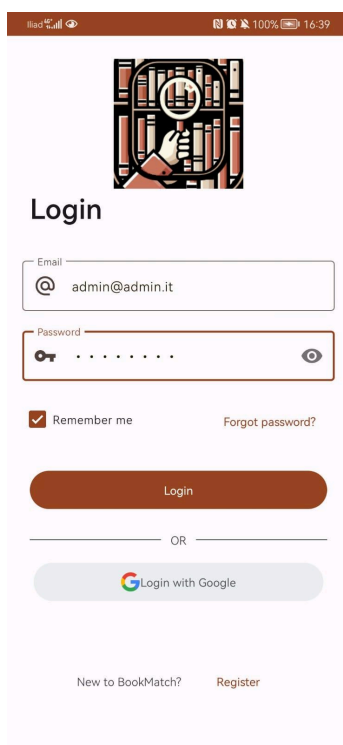 Iliad 100% 16:39
Login
Email
admin@admin.it
Password
Remember me Forgot password?
Login
OR
Login with Google
New to BookMatch? Register